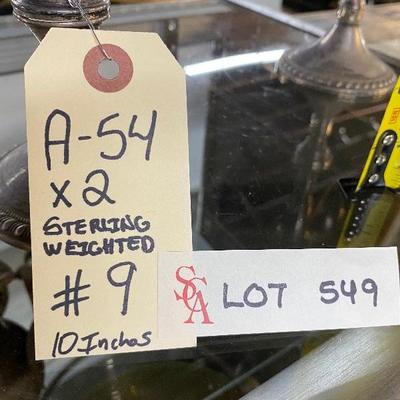 A-54
x2
STERLING
WEIGHTED
#9
10 Inches
SCA LOT 549